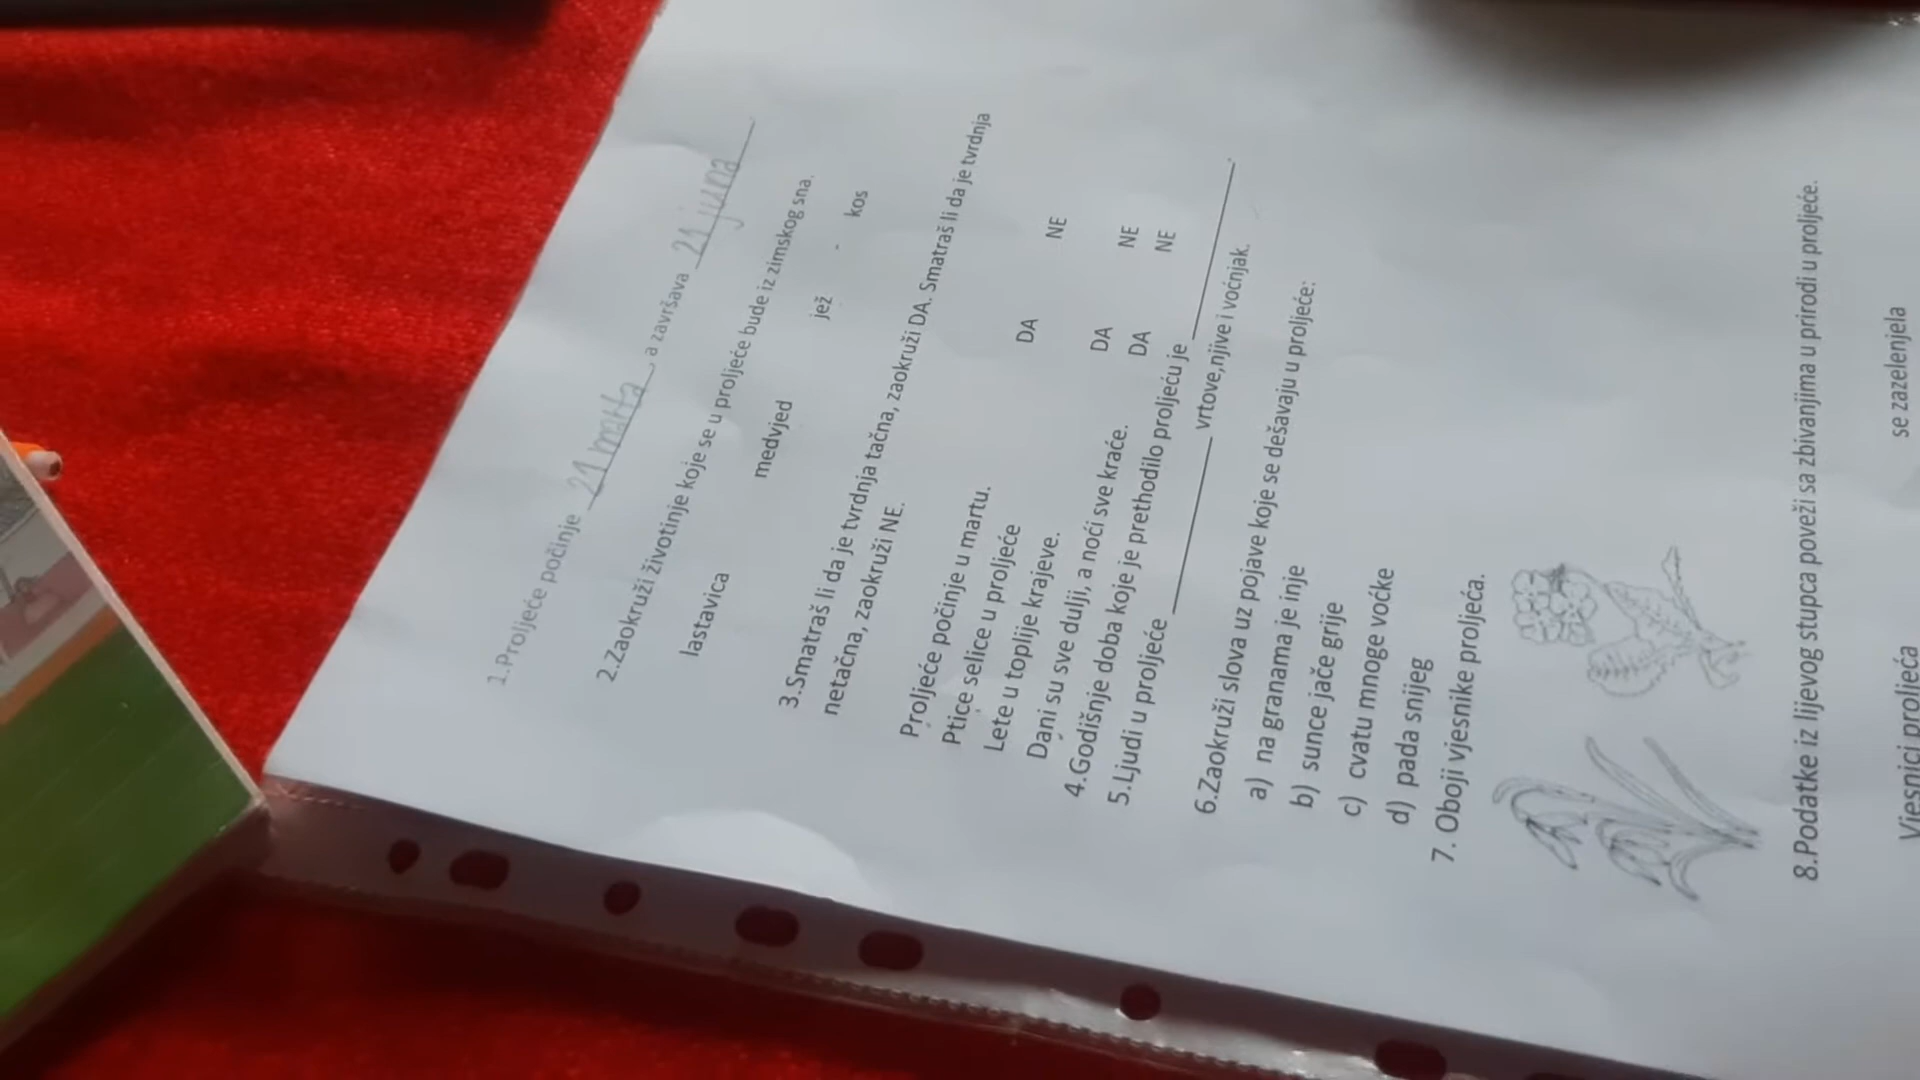 1.Proljeće počinje 21 marta, a završava 21 juna.
2.Zaokruži životinje koje se u proljeće bude iz zimskog sna.
lastavica medvjed jež - kos
3.Smatraš li da je tvrdnja tačna, zaokruži DA. Smatraš li da je tvrdnja
netačna, zaokruži NE.
Proljeće počinje u martu. DA NE
Ptice selice u proljeće
Lete u toplije krajeve. DA NE
Dani su sve dulji, a noći sve kraće. DA NE
4.Godišnje doba koje je prethodilo proljeću je ____________.
5.Ljudi u proljeće ____________ vrtove,njive i voćnjak.
6.Zaokruži slova uz pojave koje se dešavaju u proljeće:
a) na granama je inje
b) sunce jače grije
c) cvatu mnoge voćke
d) pada snijeg
7. Oboji vjesnike proljeća.
8.Podatke iz lijevog stupca poveži sa zbivanjima u prirodi u proljeće.
Vjesnici proljeća se zazelenjela